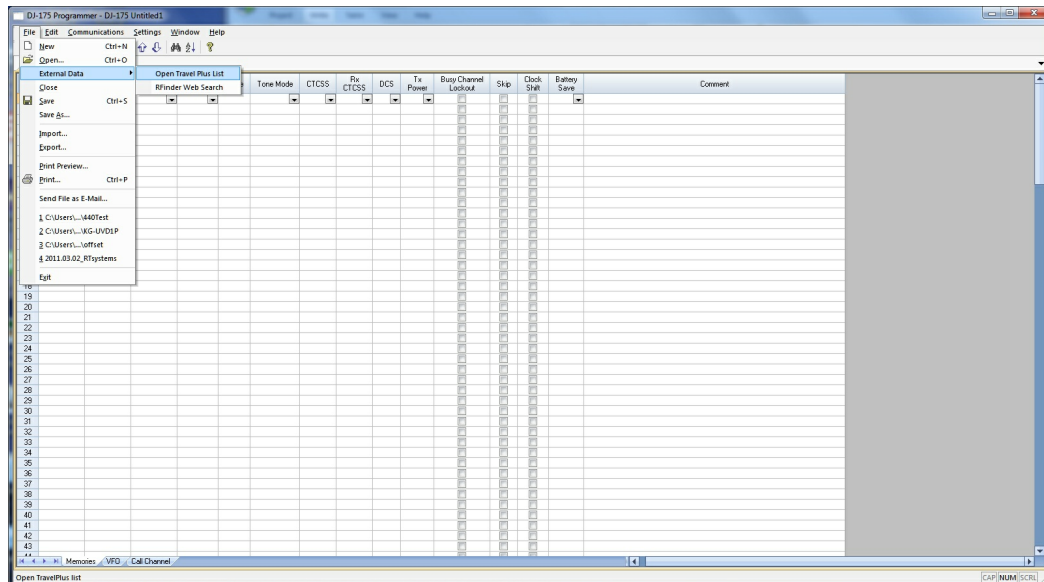 DJ-175 Programmer - DJ-175 Untitled1
File Edit Communications Settings Window Help
New Ctrl+N
Open... Ctrl+O
External Data
Open Travel Plus List
RFinder Web Search
Close
Save Ctrl+S
Save As...
Import...
Export...
Print Preview...
Print... Ctrl+P
Send File as E-Mail...
1 C:\Users\...\440Test
2 C:\Users\...\KG-UVD1P
3 C:\Users\...\offset
4 2011.03.02_RTsystems
Exit
Tone Mode CTCSS Rx CTCSS DCS Tx Power Busy Channel Lockout Skip Clock Shift Battery Save Comment
18
19
20
21
22
23
24
25
26
27
28
29
30
31
32
33
34
35
36
37
38
39
40
41
42
43
44
Memories VFO Call Channel
Open TravelPlus list
CAP NUM SCRL